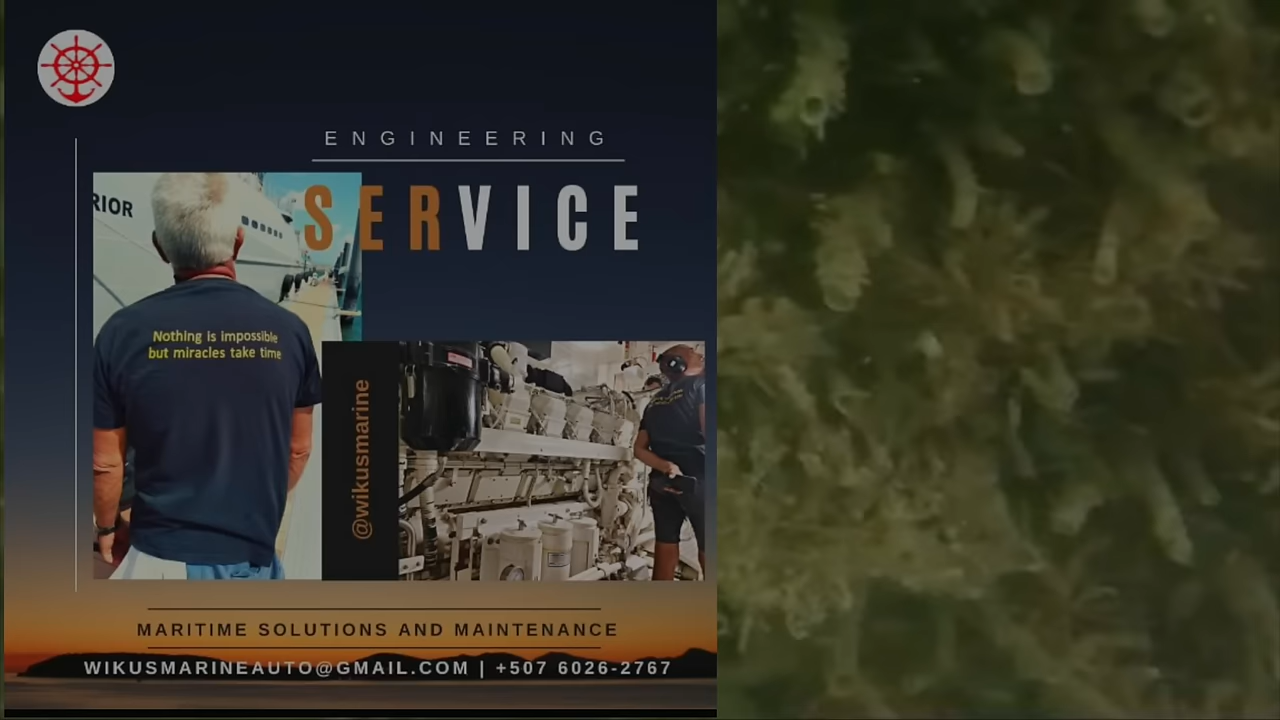 ENGINEERING
SERVICE
RIOR
Nothing is impossible
but miracles take time
@wikusmarine
MARITIME SOLUTIONS AND MAINTENANCE
WIKUSMARINEAUTO@GMAIL.COM | +507 6026-2767